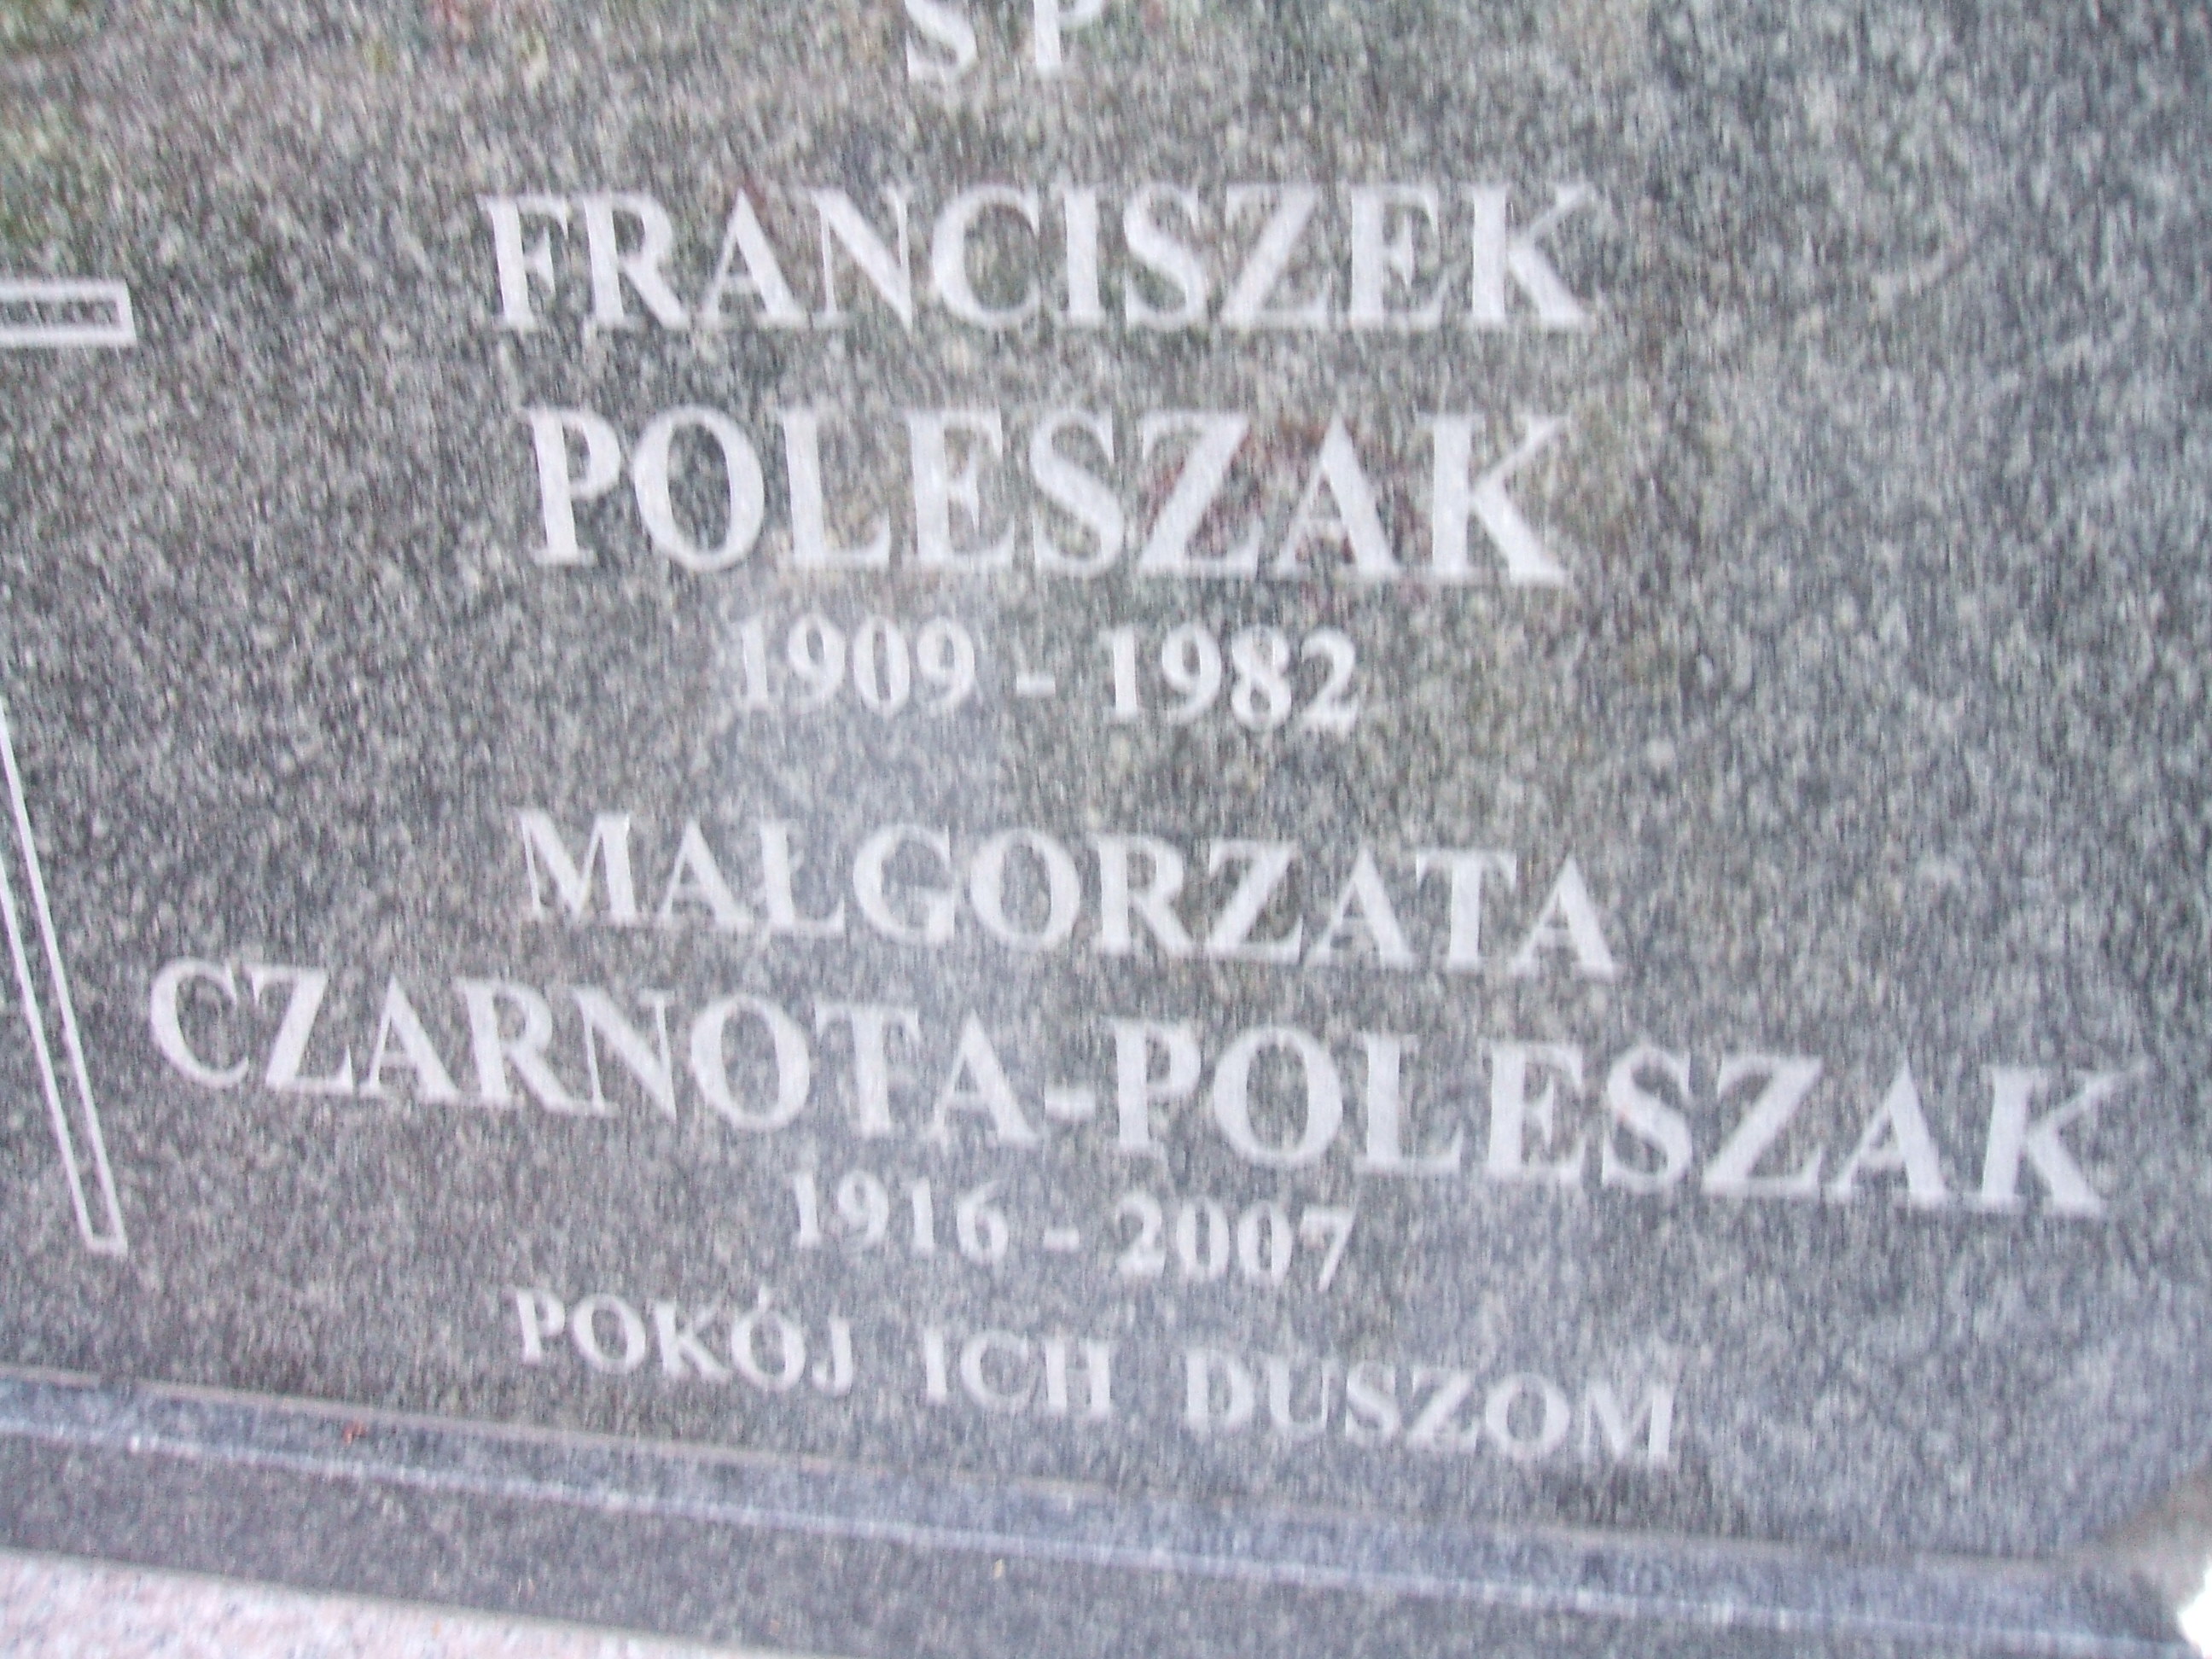 Ś P
FRANCISZEK
POLESZAK
1909 - 1982
MAŁGORZATA
CZARNOTA-POLESZAK
1916 - 2007
POKÓJ ICH DUSZOM